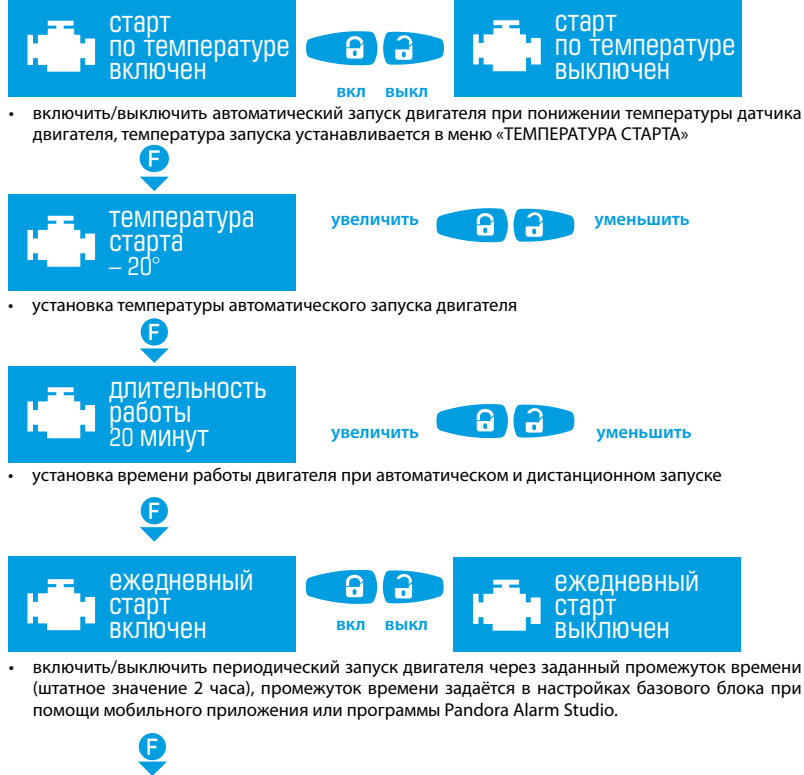 старт
по температуре
включен
вкл выкл
старт
по температуре
выключен
• включить/выключить автоматический запуск двигателя при понижении температуры датчика
двигателя, температура запуска устанавливается в меню «ТЕМПЕРАТУРА СТАРТА»
F
температура
старта
– 20°
увеличить
уменьшить
• установка температуры автоматического запуска двигателя
F
длительность
работы
20 минут
увеличить
уменьшить
• установка времени работы двигателя при автоматическом и дистанционном запуске
F
ежедневный
старт
включен
вкл выкл
ежедневный
старт
выключен
• включить/выключить периодический запуск двигателя через заданный промежуток времени
(штатное значение 2 часа), промежуток времени задаётся в настройках базового блока при
помощи мобильного приложения или программы Pandora Alarm Studio.
F